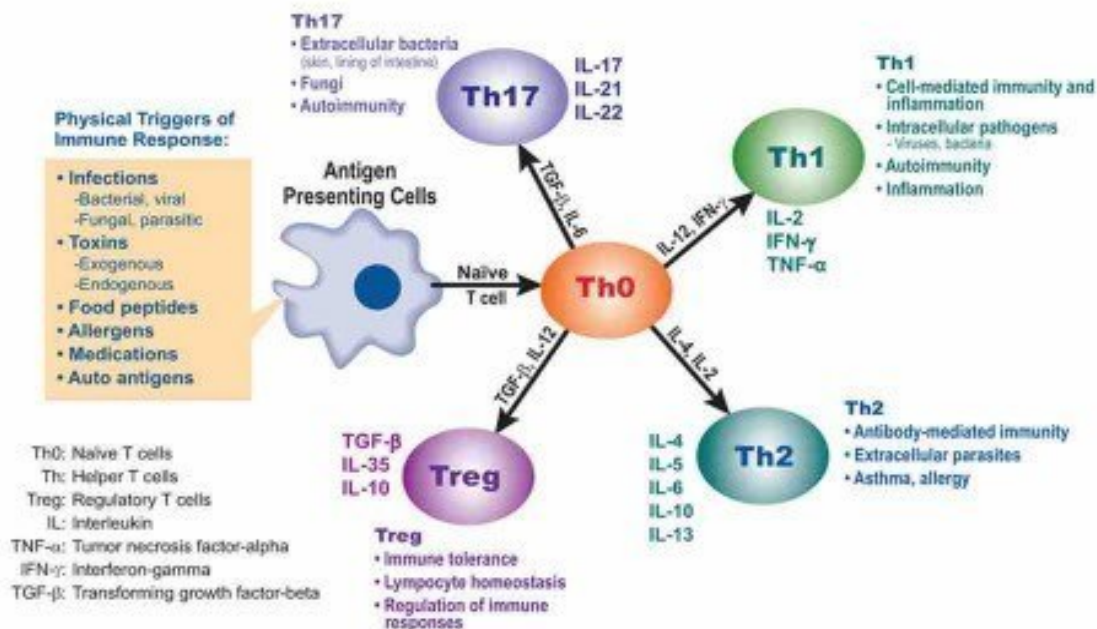 Th17
• Extracellular bacteria
(skin, lining of intestine)
• Fungi
• Autoimmunity
Th17
IL-17
IL-21
IL-22
Th1
• Cell-mediated immunity and
inflammation
• Intracellular pathogens
- Viruses, bacteria
• Autoimmunity
• Inflammation
Th1
IL-2
IFN-γ
TNF-α
Physical Triggers of
Immune Response:
• Infections
-Bacterial, viral
-Fungal, parasitic
• Toxins
-Exogenous
-Endogenous
• Food peptides
• Allergens
• Medications
• Auto antigens
Antigen
Presenting Cells
Naïve
T cell
Th0
TGF-β, IL-6
IL-12, IFN-γ
TGF-β, IL-12
IL-4, IL-2
TGF-β
IL-35
IL-10
Treg
Treg
• Immune tolerance
• Lympocyte homeostasis
• Regulation of immune
responses
IL-4
IL-5
IL-6
IL-10
IL-13
Th2
Th2
• Antibody-mediated immunity
• Extracellular parasites
• Asthma, allergy
Th0: Naïve T cells
Th: Helper T cells
Treg: Regulatory T cells
IL: Interleukin
TNF-α: Tumor necrosis factor-alpha
IFN-γ: Interferon-gamma
TGF-β: Transforming growth factor-beta